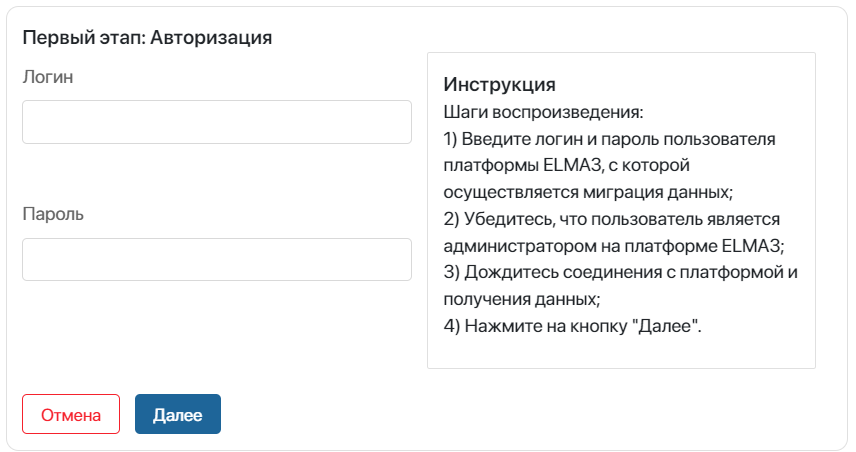 Первый этап: Авторизация
Логин
Пароль
Инструкция
Шаги воспроизведения:
1) Введите логин и пароль пользователя
платформы ELMA3, с которой
осуществляется миграция данных;
2) Убедитесь, что пользователь является
администратором на платформе ELMA3;
3) Дождитесь соединения с платформой и
получения данных;
4) Нажмите на кнопку "Далее".
Отмена
Далее